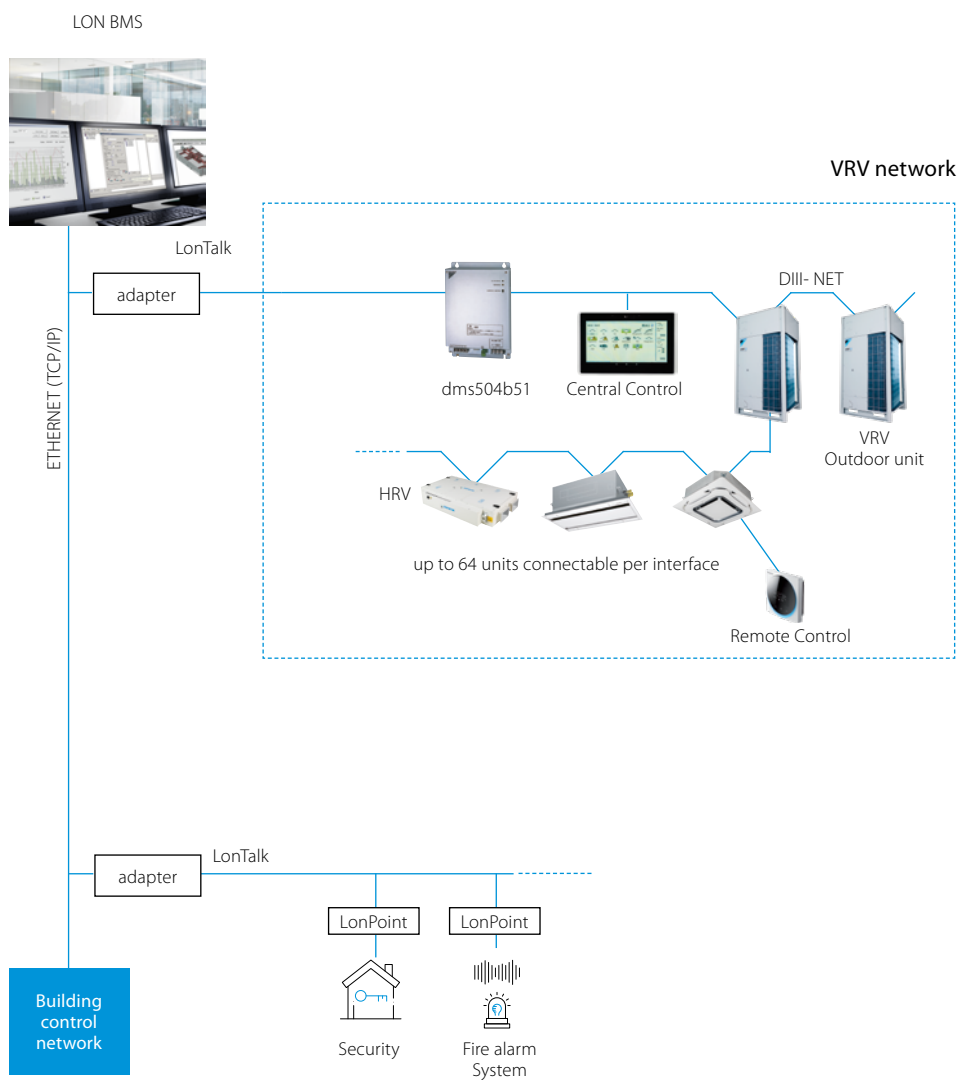 LON BMS
VRV network
LonTalk
adapter
DIII- NET
ETHERNET (TCP/IP)
dms504b51
Central Control
VRV
Outdoor unit
HRV
up to 64 units connectable per interface
Remote Control
LonTalk
adapter
LonPoint
LonPoint
Building
control
network
Security
Fire alarm
System